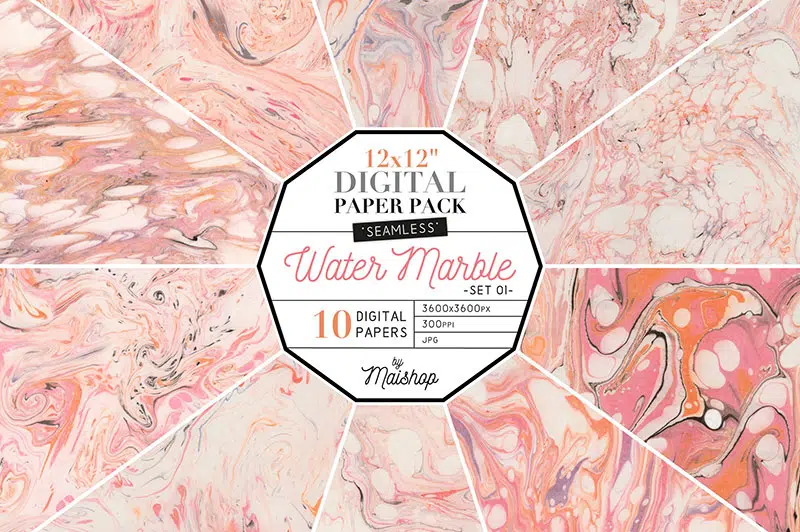 12x12"
DIGITAL
PAPER PACK
*SEAMLESS*
Water Marble
-SET 01-
10 DIGITAL
PAPERS
3600x3600px
300PPI
JPG
by
Maishop